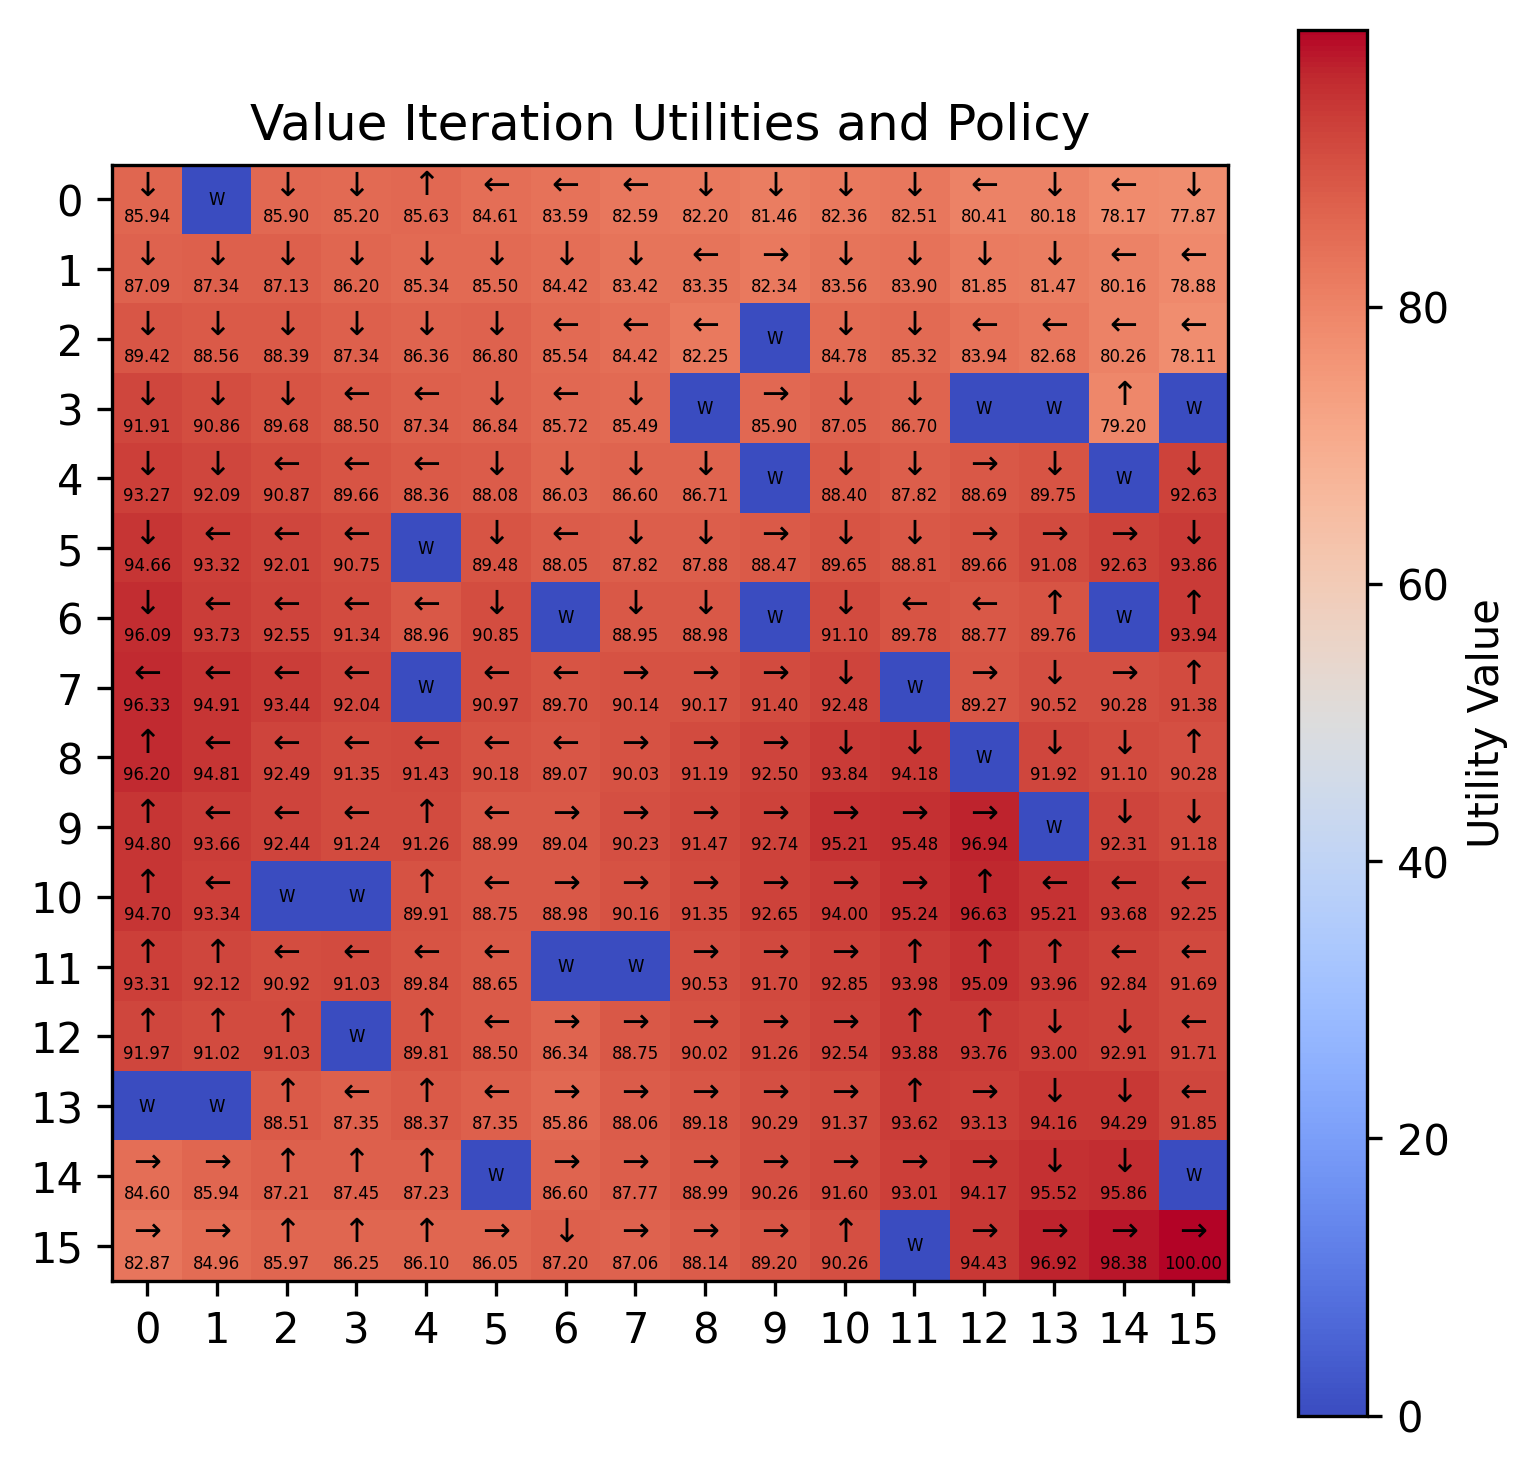 Value Iteration Utilities and Policy
0 ↓ W ↓ ↓ ↑ ← ← ← ↓ ↓ ↓ ↓ ← ↓ ← ↓
85.94 85.90 85.20 85.63 84.61 83.59 82.59 82.20 81.46 82.36 82.51 80.41 80.18 78.17 77.87
1 ↓ ↓ ↓ ↓ ↓ ↓ ↓ ↓ ← → ↓ ↓ ↓ ↓ ← ←
87.09 87.34 87.13 86.20 85.34 85.50 84.42 83.42 83.35 82.34 83.56 83.90 81.85 81.47 80.16 78.88
2 ↓ ↓ ↓ ↓ ↓ ↓ ← ← ← W ↓ ↓ ← ← ← ←
89.42 88.56 88.39 87.34 86.36 86.80 85.54 84.42 82.25 84.78 85.32 83.94 82.68 80.26 78.11
3 ↓ ↓ ↓ ← ← ↓ ← ↓ W → ↓ ↓ W W ↑ W
91.91 90.86 89.68 88.50 87.34 86.84 85.72 85.49 85.90 87.05 86.70 79.20
4 ↓ ↓ ← ← ← ↓ ↓ ↓ ↓ W ↓ ↓ → ↓ W ↓
93.27 92.09 90.87 89.66 88.36 88.08 86.03 86.60 86.71 88.40 87.82 88.69 89.75 92.63
5 ↓ ← ← ← W ↓ ← ↓ ↓ → ↓ ↓ → → → ↓
94.66 93.32 92.01 90.75 89.48 88.05 87.82 87.88 88.47 89.65 88.81 89.66 91.08 92.63 93.86
6 ↓ ← ← ← ← ↓ W ↓ ↓ W ↓ ← ← ↑ W ↑
96.09 93.73 92.55 91.34 88.96 90.85 88.95 88.98 91.10 89.78 88.77 89.76 93.94
7 ← ← ← ← W ← ← → → → ↓ W → ↓ → ↑
96.33 94.91 93.44 92.04 90.97 89.70 90.14 90.17 91.40 92.48 89.27 90.52 90.28 91.38
8 ↑ ← ← ← ← ← ← → → → ↓ ↓ W ↓ ↓ ↑
96.20 94.81 92.49 91.35 91.43 90.18 89.07 90.03 91.19 92.50 93.84 94.18 91.92 91.10 90.28
9 ↑ ← ← ← ↑ ← → → → → → → → W ↓ ↓
94.80 93.66 92.44 91.24 91.26 88.99 89.04 90.23 91.47 92.74 95.21 95.48 96.94 92.31 91.18
10 ↑ ← W W ↑ ← → → → → → → ↑ ← ← ←
94.70 93.34 89.91 88.75 88.98 90.16 91.35 92.65 94.00 95.24 96.63 95.21 93.68 92.25
11 ↑ ↑ ← ← ← ← W W → → → ↑ ↑ ↑ ← ←
93.31 92.12 90.92 91.03 89.84 88.65 90.53 91.70 92.85 93.98 95.09 93.96 92.84 91.69
12 ↑ ↑ ↑ W ↑ ← → → → → → ↑ ↑ ↓ ↓ ←
91.97 91.02 91.03 89.81 88.50 86.34 88.75 90.02 91.26 92.54 93.88 93.76 93.00 92.91 91.71
13 W W ↑ ← ↑ ← → → → → → ↑ → ↓ ↓ ←
88.51 87.35 88.37 87.35 85.86 88.06 89.18 90.29 91.37 93.62 93.13 94.16 94.29 91.85
14 → → ↑ ↑ ↑ W → → → → → → → ↓ ↓ W
84.60 85.94 87.21 87.45 87.23 86.60 87.77 88.99 90.26 91.60 93.01 94.17 95.52 95.86
15 → → ↑ ↑ ↑ → ↓ → → → ↑ W → → → →
82.87 84.96 85.97 86.25 86.10 86.05 87.20 87.06 88.14 89.20 90.26 94.43 96.92 98.38 100.00
0 1 2 3 4 5 6 7 8 9 10 11 12 13 14 15
80
60
40
20
0
Utility Value